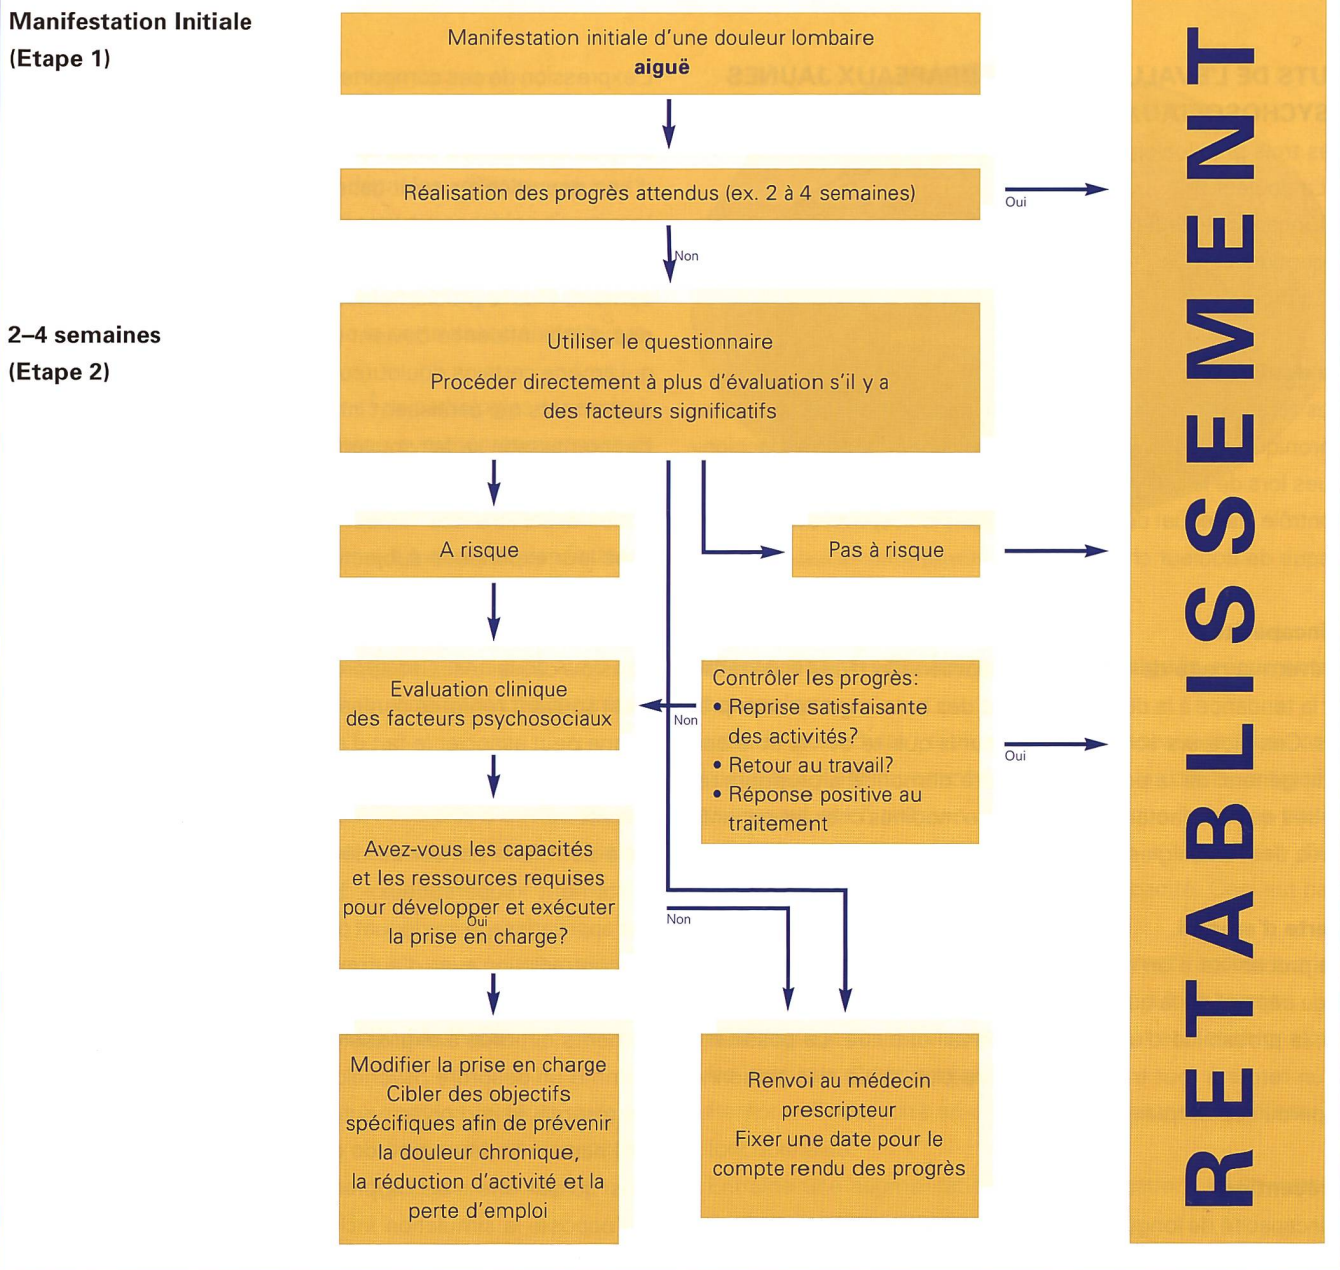 Manifestation Initiale
(Etape 1)
Manifestation initiale d'une douleur lombaire
aiguë
Réalisation des progrès attendus (ex. 2 à 4 semaines)
Oui
Non
2–4 semaines
(Etape 2)
Utiliser le questionnaire
Procéder directement à plus d'évaluation s'il y a
des facteurs significatifs
A risque
Pas à risque
Evaluation clinique
des facteurs psychosociaux
Non
Contrôler les progrès:
• Reprise satisfaisante
des activités?
• Retour au travail?
• Réponse positive au
traitement
Oui
Avez-vous les capacités
et les ressources requises
pour développer et exécuter
Oui
la prise en charge?
Non
Modifier la prise en charge
Cibler des objectifs
spécifiques afin de prévenir
la douleur chronique,
la réduction d'activité et la
perte d'emploi
Renvoi au médecin
prescripteur
Fixer une date pour le
compte rendu des progrès
RETABLISSEMENT